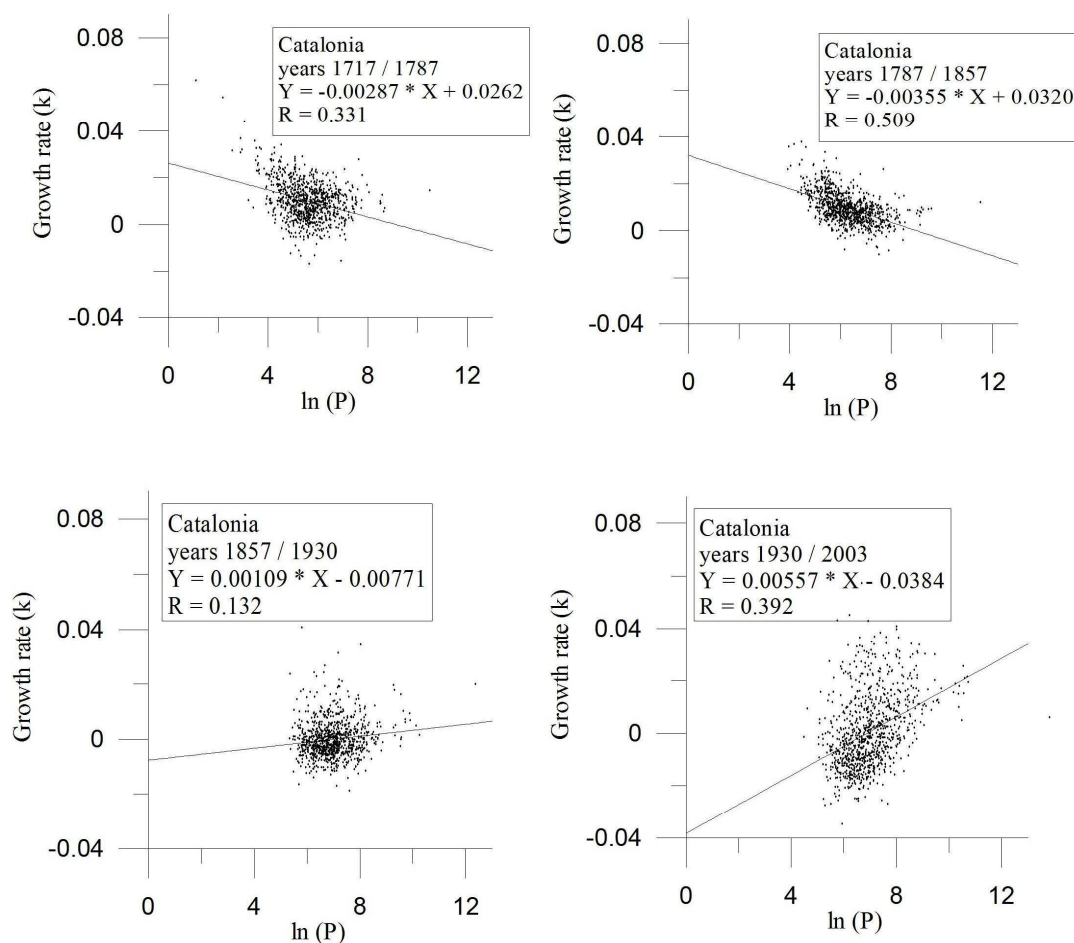 0.08
0.04
0
-0.04
Growth rate (k)
Catalonia
years 1717 / 1787
Y = -0.00287 * X + 0.0262
R = 0.331
0 4 8 12
ln (P)
0.08
0.04
0
-0.04
Growth rate (k)
Catalonia
years 1787 / 1857
Y = -0.00355 * X + 0.0320
R = 0.509
0 4 8 12
ln (P)
0.08
0.04
0
-0.04
Growth rate (k)
Catalonia
years 1857 / 1930
Y = 0.00109 * X - 0.00771
R = 0.132
0 4 8 12
ln (P)
0.08
0.04
0
-0.04
Growth rate (k)
Catalonia
years 1930 / 2003
Y = 0.00557 * X - 0.0384
R = 0.392
0 4 8 12
ln (P)